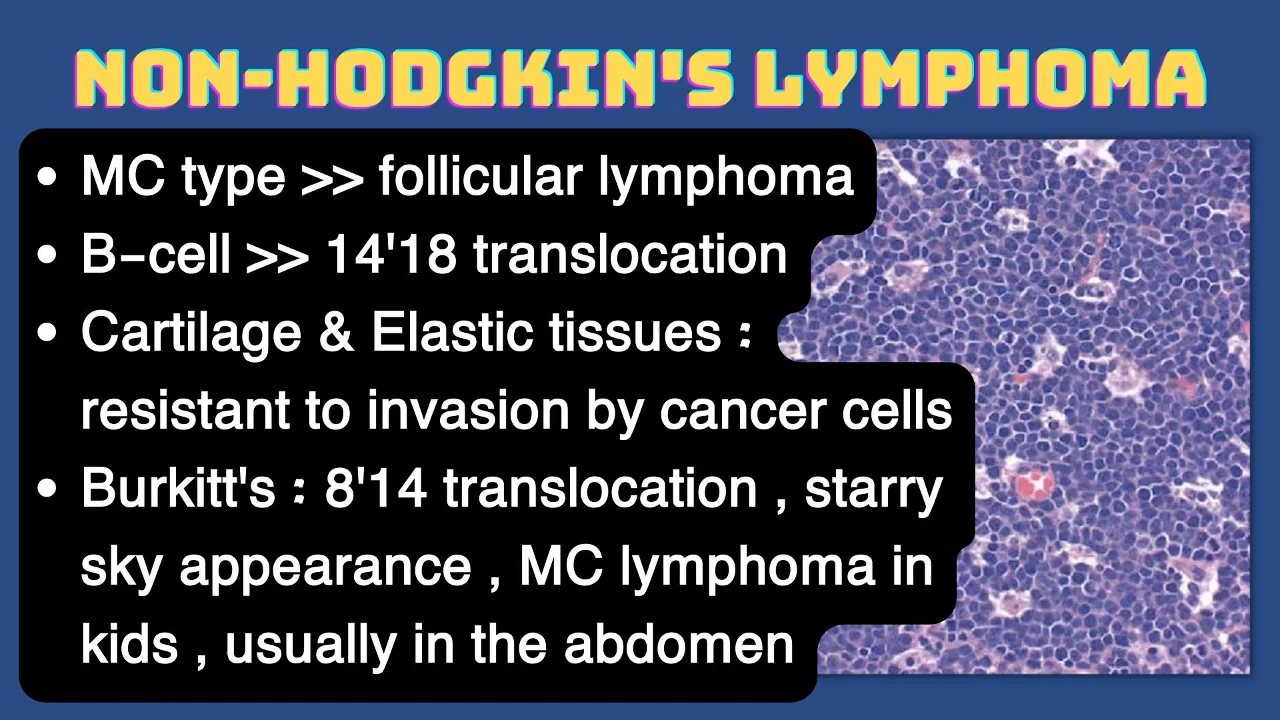 NON-HODGKIN'S LYMPHOMA
• MC type >> follicular lymphoma
• B-cell >> 14'18 translocation
• Cartilage & Elastic tissues :
resistant to invasion by cancer cells
• Burkitt's : 8'14 translocation , starry
sky appearance , MC lymphoma in
kids , usually in the abdomen